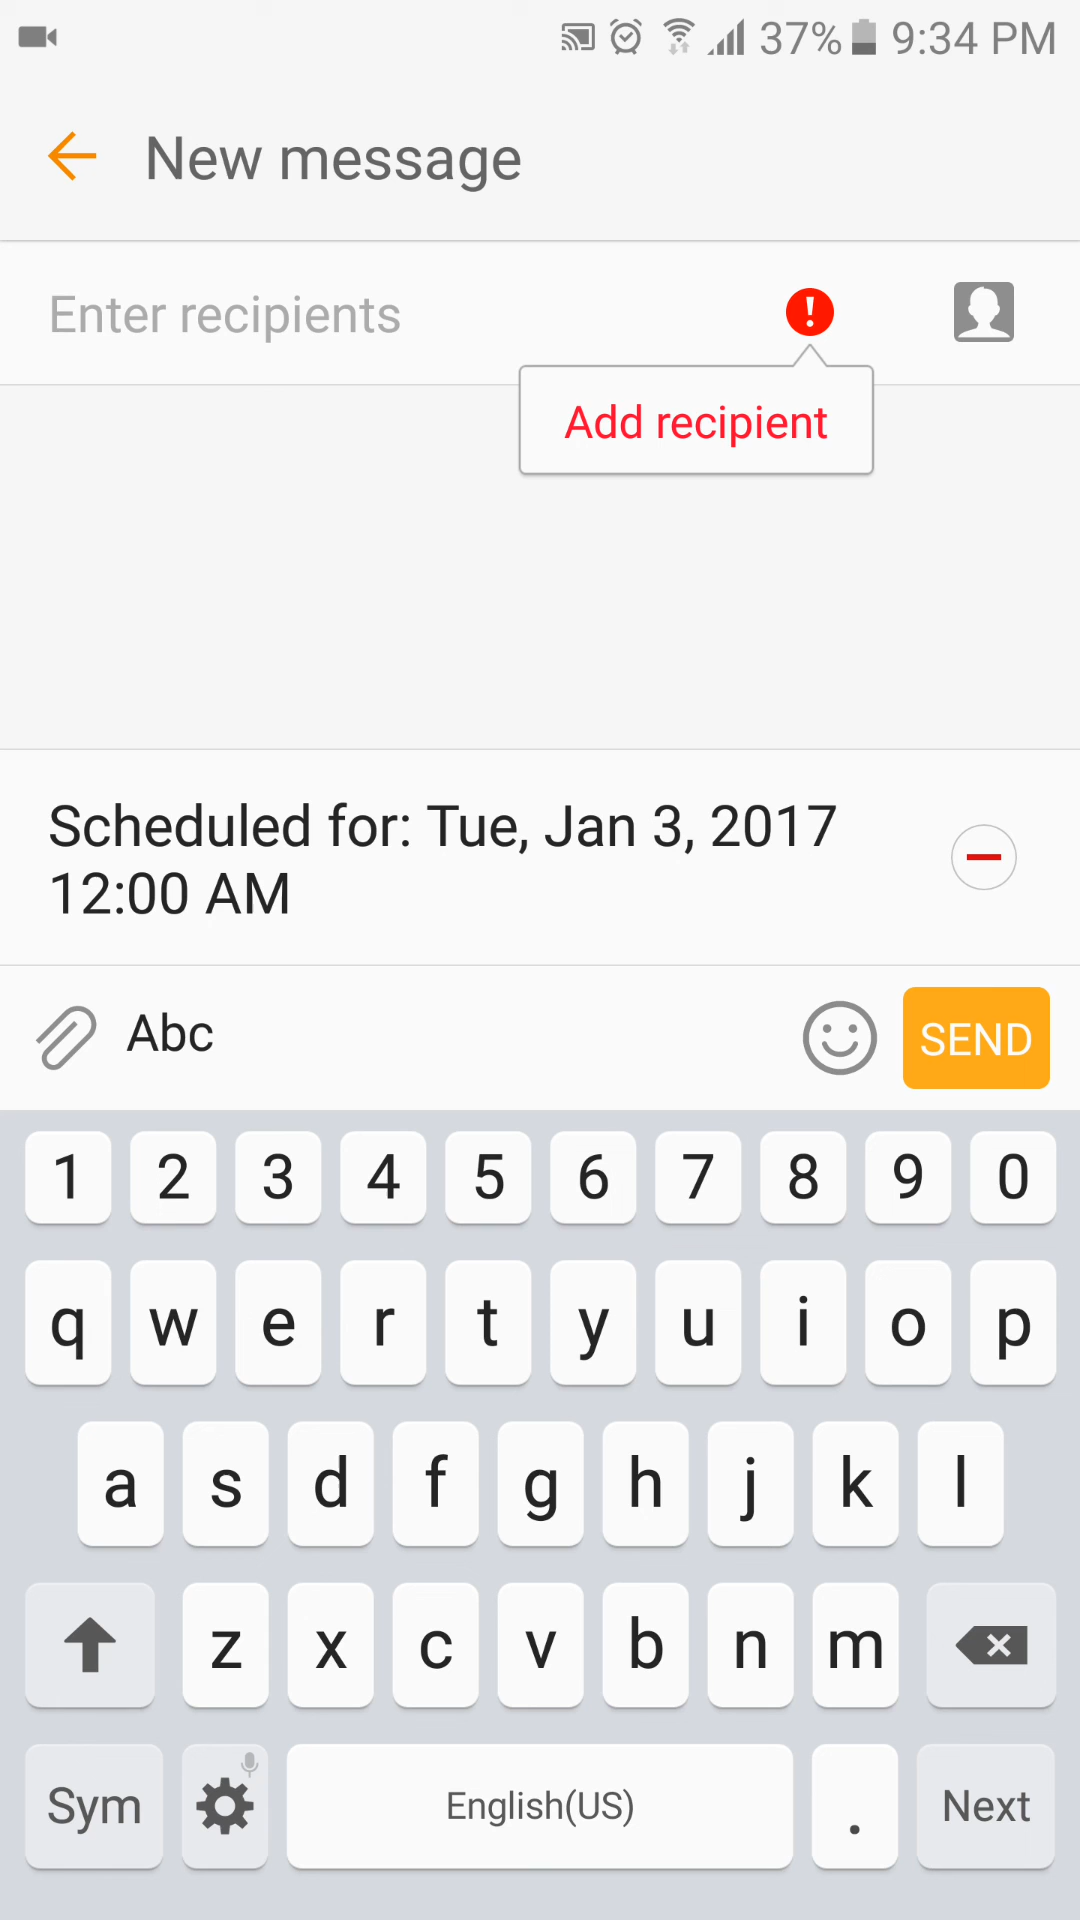 37% 9:34 PM
New message
Enter recipients
Add recipient
Scheduled for: Tue, Jan 3, 2017
12:00 AM
Abc
SEND
1 2 3 4 5 6 7 8 9 0
q w e r t y u i o p
a s d f g h j k l
z x c v b n m
Sym English(US) . Next